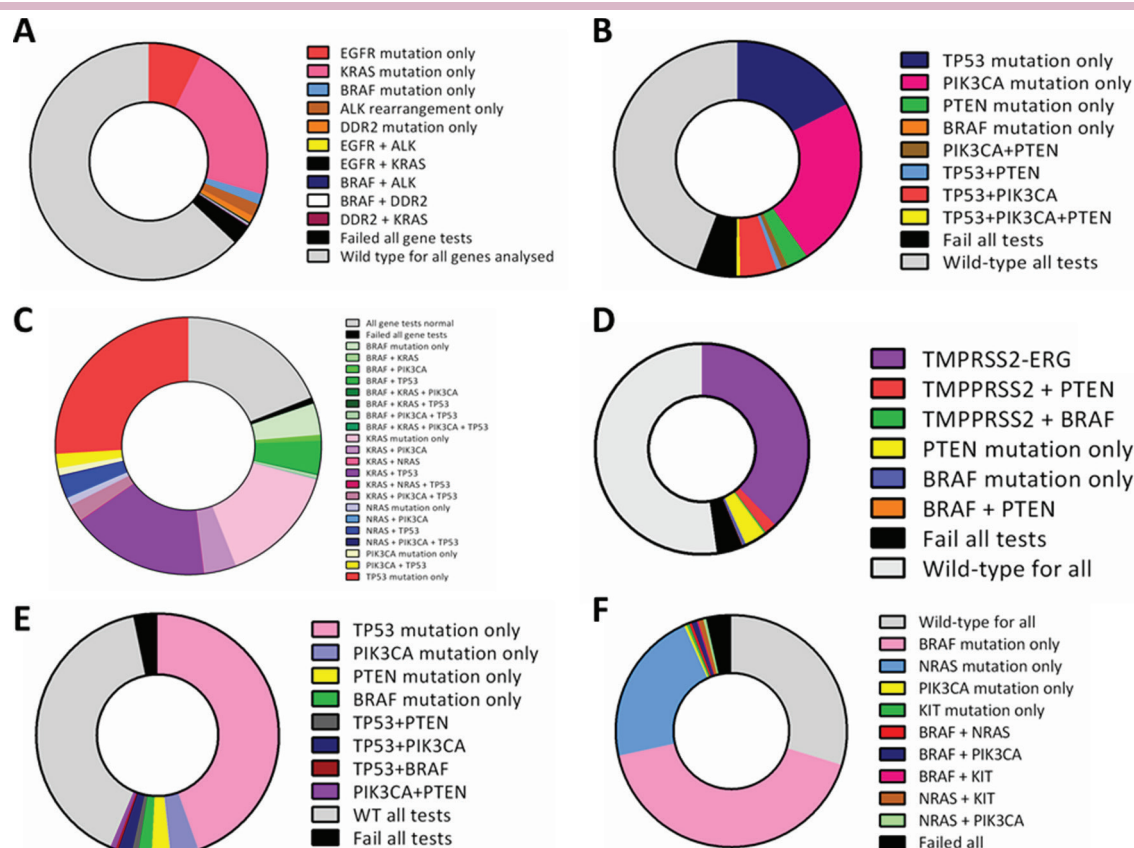 A
EGFR mutation only
KRAS mutation only
BRAF mutation only
ALK rearrangement only
DDR2 mutation only
EGFR + ALK
EGFR + KRAS
BRAF + ALK
BRAF + DDR2
DDR2 + KRAS
Failed all gene tests
Wild type for all genes analysed
B
TP53 mutation only
PIK3CA mutation only
PTEN mutation only
BRAF mutation only
PIK3CA+PTEN
TP53+PTEN
TP53+PIK3CA
TP53+PIK3CA+PTEN
Fail all tests
Wild-type all tests
C
All gene tests normal
Failed all gene tests
BRAF mutation only
BRAF + KRAS
BRAF + PIK3CA
BRAF + TP53
BRAF + KRAS + PIK3CA
BRAF + KRAS + TP53
BRAF + PIK3CA + TP53
BRAF + KRAS + PIK3CA + TP53
KRAS mutation only
KRAS + PIK3CA
KRAS + NRAS
KRAS + TP53
KRAS + NRAS + TP53
KRAS + PIK3CA + TP53
NRAS mutation only
NRAS + PIK3CA
NRAS + TP53
NRAS + PIK3CA + TP53
PIK3CA mutation only
PIK3CA + TP53
TP53 mutation only
D
TMPRSS2-ERG
TMPPRSS2 + PTEN
TMPPRSS2 + BRAF
PTEN mutation only
BRAF mutation only
BRAF + PTEN
Fail all tests
Wild-type for all
E
TP53 mutation only
PIK3CA mutation only
PTEN mutation only
BRAF mutation only
TP53+PTEN
TP53+PIK3CA
TP53+BRAF
PIK3CA+PTEN
WT all tests
Fail all tests
F
Wild-type for all
BRAF mutation only
NRAS mutation only
PIK3CA mutation only
KIT mutation only
BRAF + NRAS
BRAF + PIK3CA
BRAF + KIT
NRAS + KIT
NRAS + PIK3CA
Failed all